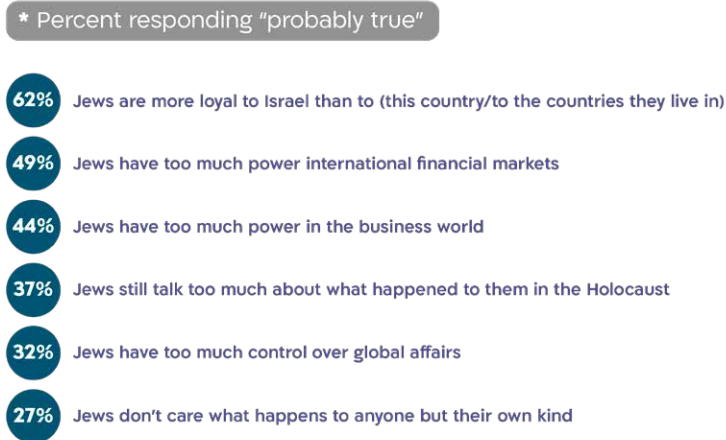 * Percent responding "probably true"
62% Jews are more loyal to Israel than to (this country/to the countries they live in)
49% Jews have too much power international financial markets
44% Jews have too much power in the business world
37% Jews still talk too much about what happened to them in the Holocaust
32% Jews have too much control over global affairs
27% Jews don't care what happens to anyone but their own kind